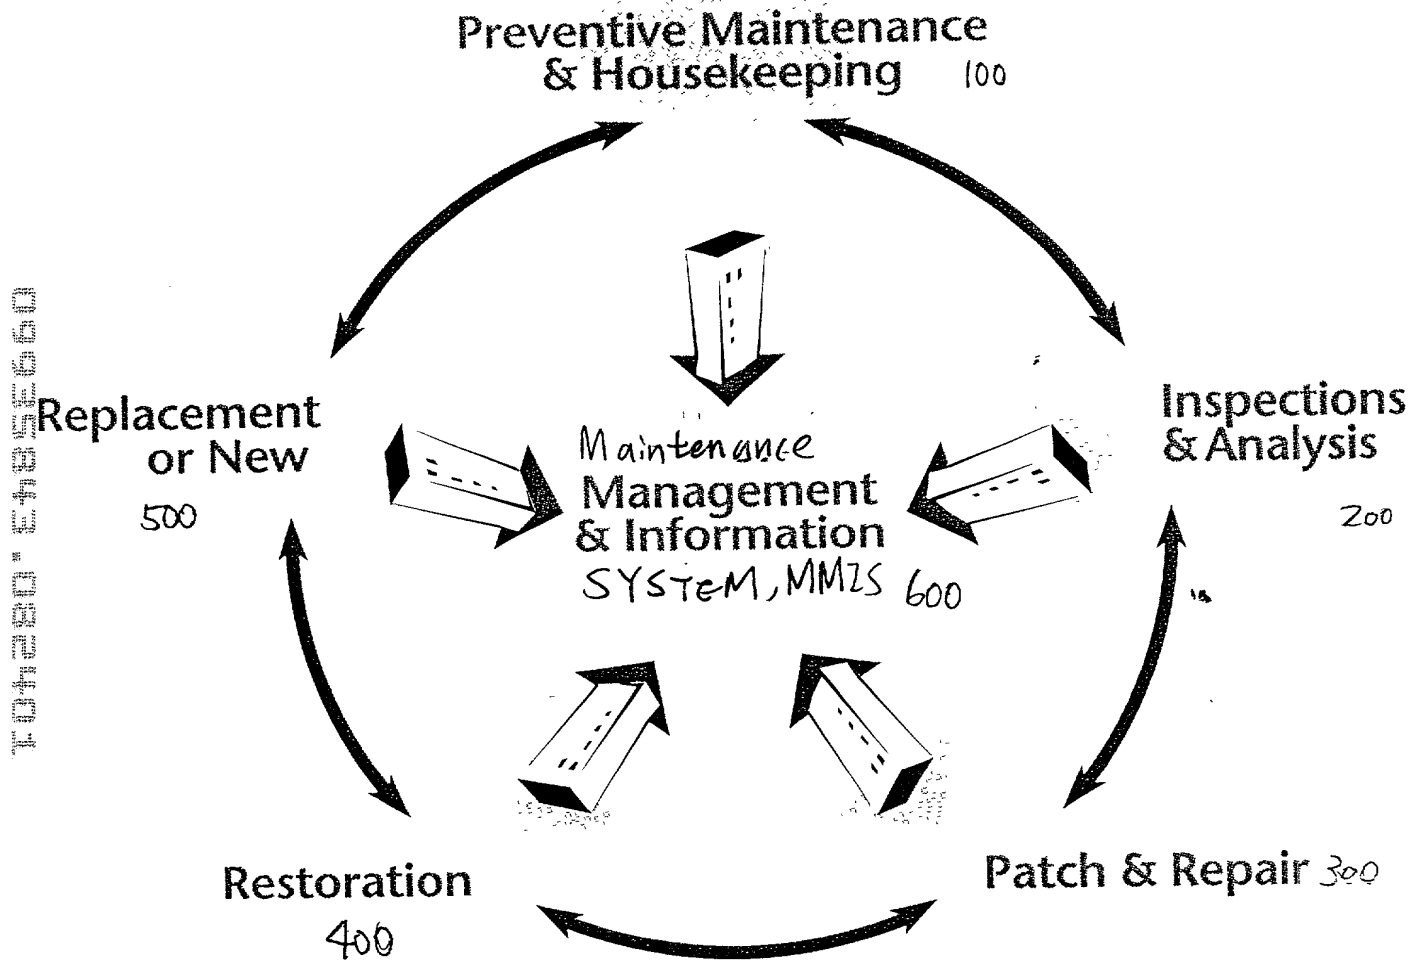 Preventive Maintenance
& Housekeeping 100
Inspections
& Analysis
200
Patch & Repair 300
Restoration
400
Replacement
or New
500
Maintenance
Management
& Information
SYSTEM, MMIS 600